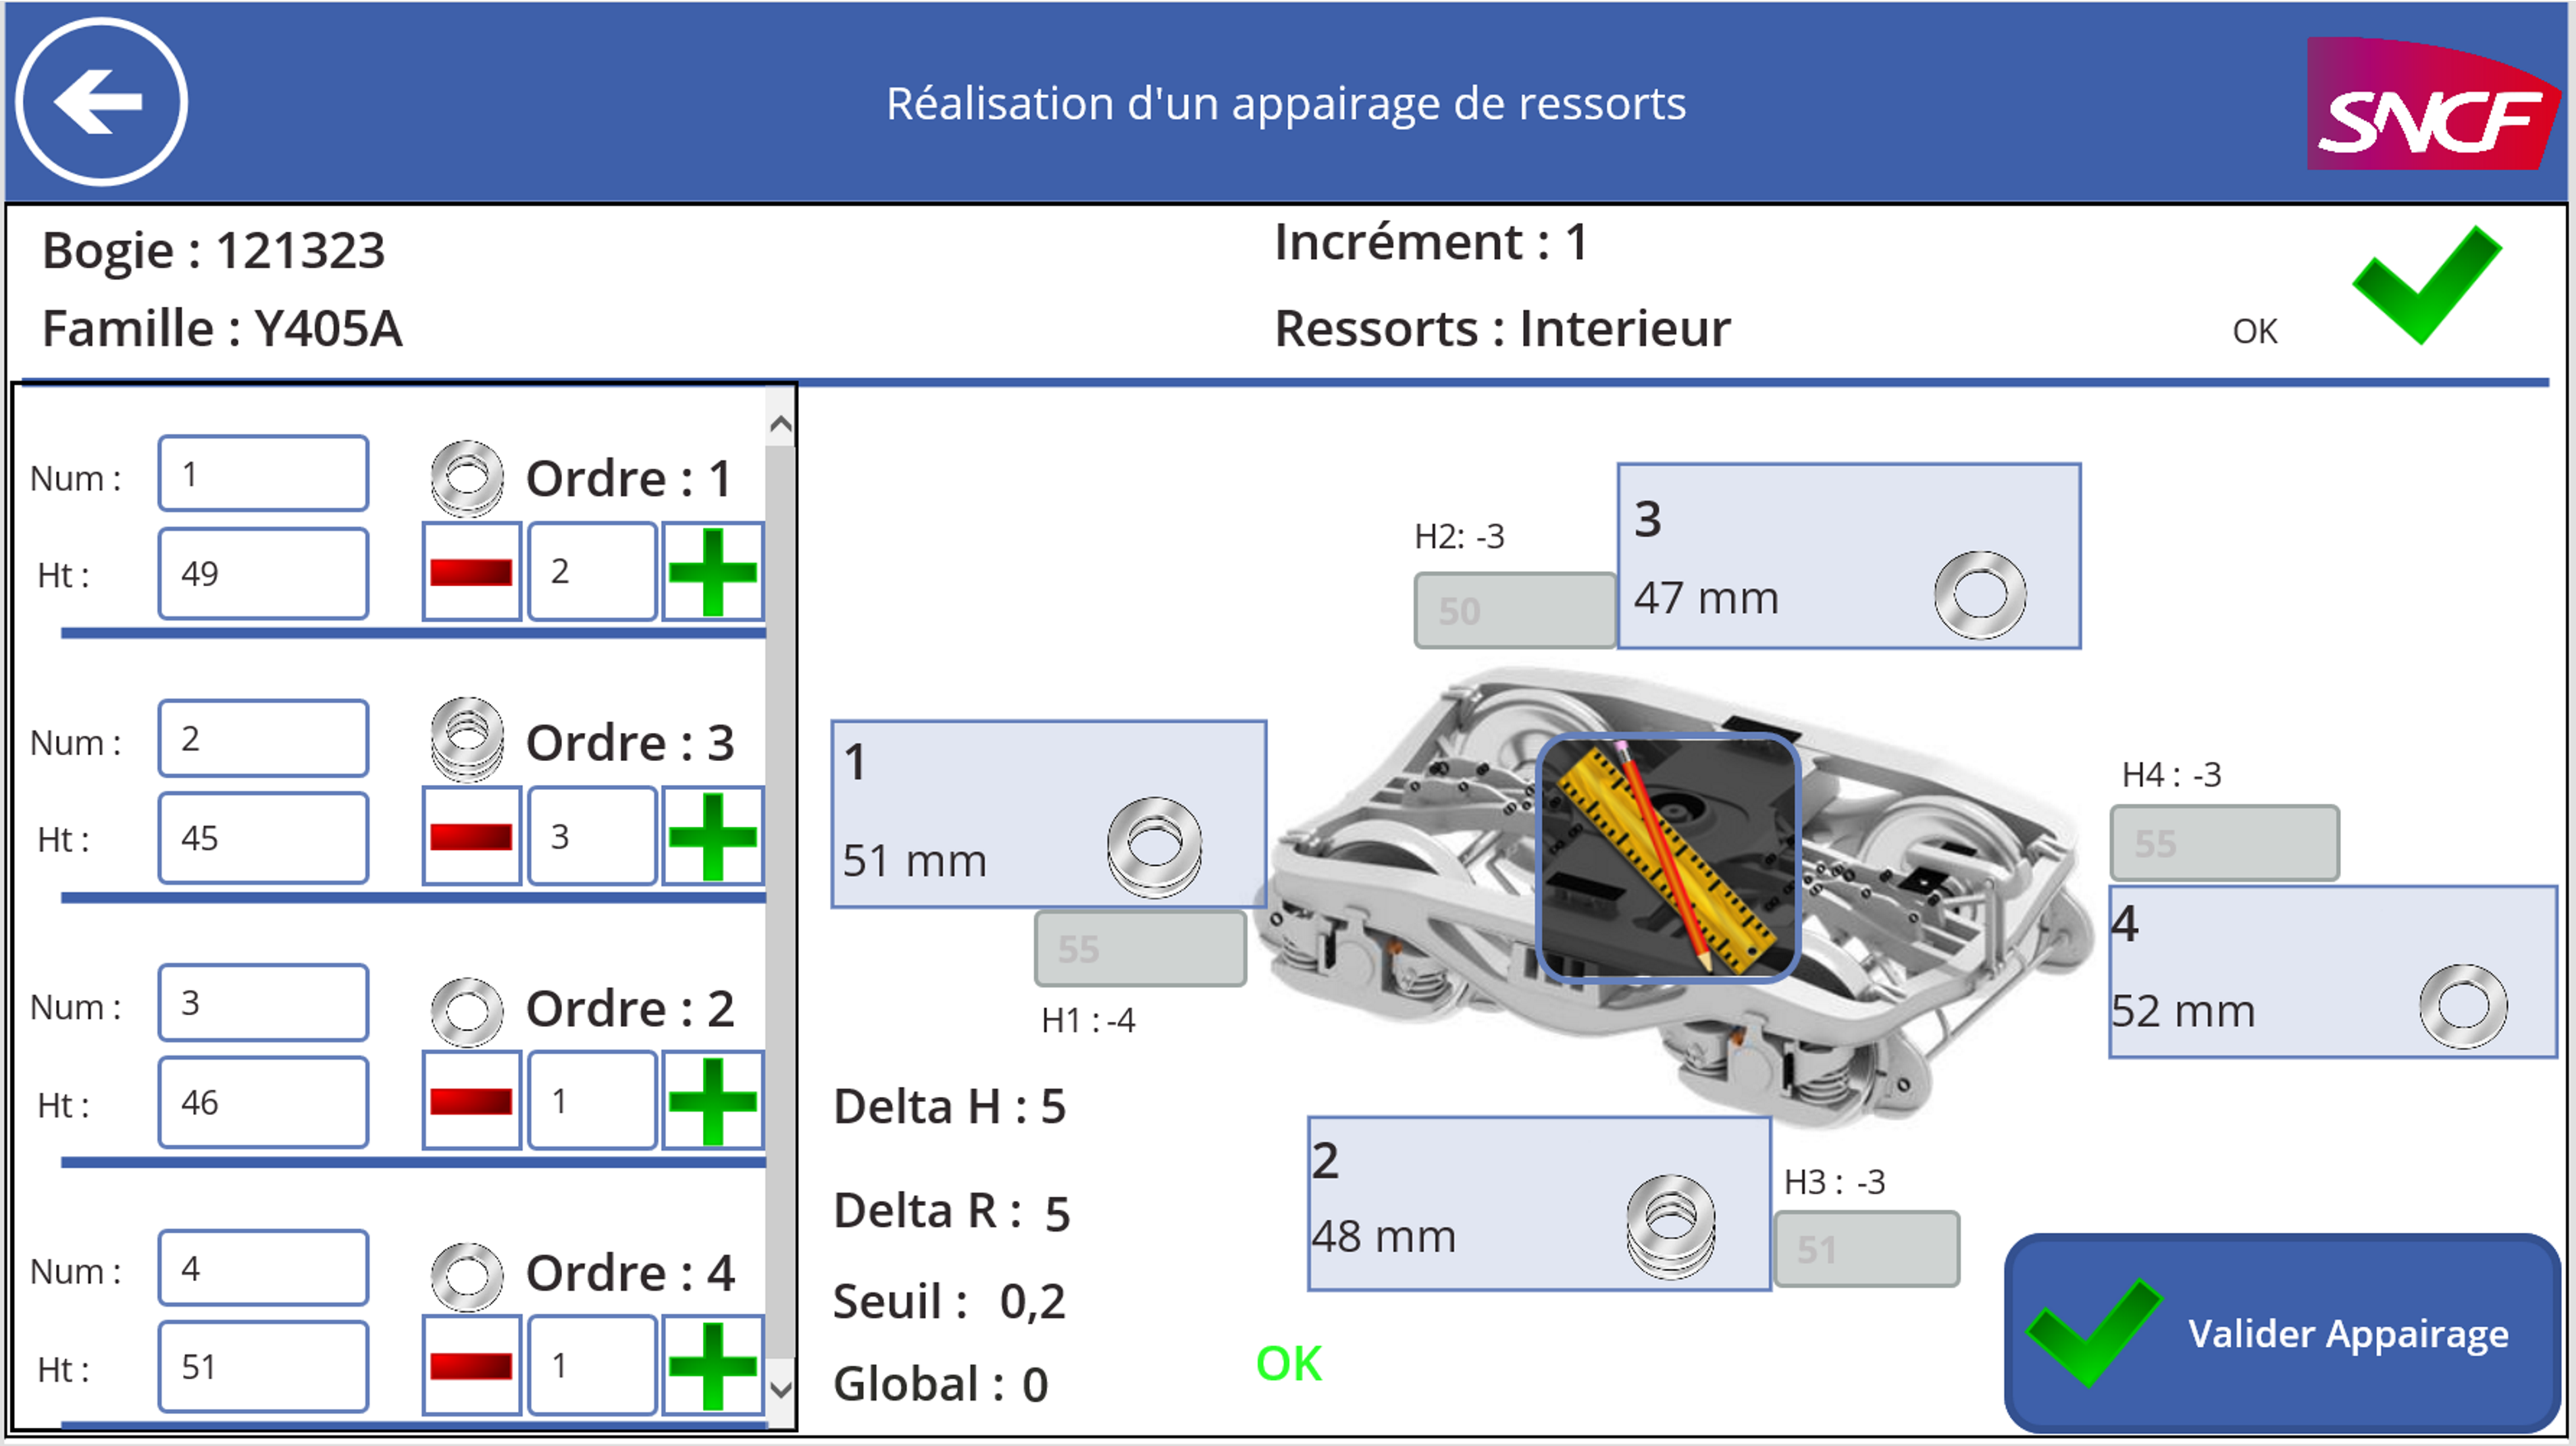 Réalisation d'un appairage de ressorts
SNCF
Bogie : 121323
Incrément : 1
Famille : Y405A
Ressorts : Interieur
OK
Num :
1
Ordre : 1
Ht :
49
2
Num :
2
Ordre : 3
Ht :
45
3
Num :
3
Ordre : 2
Ht :
46
1
Num :
4
Ordre : 4
Ht :
51
1
H2: -3
50
3
47 mm
1
51 mm
55
H1 : -4
H4 : -3
55
4
52 mm
2
48 mm
H3 : -3
51
Delta H : 5
Delta R : 5
Seuil : 0,2
Global : 0
OK
Valider Appairage